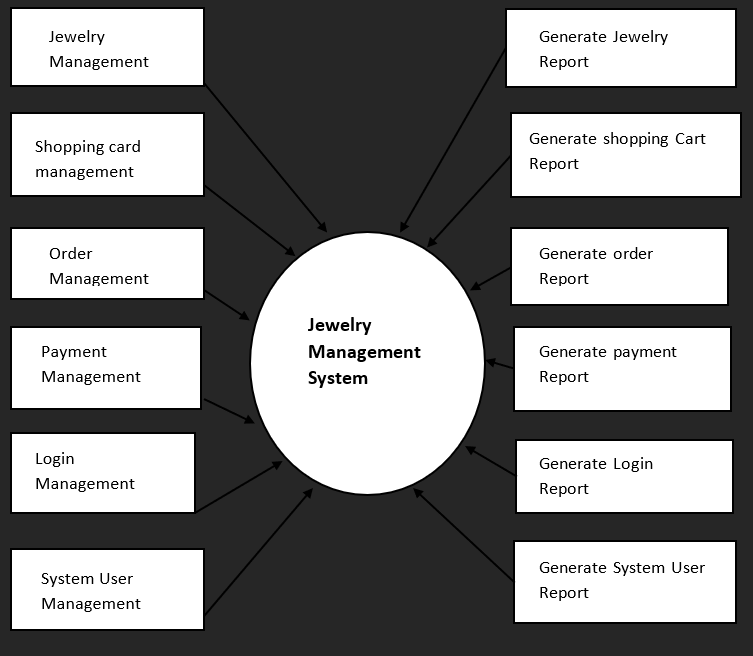 Jewelry
Management
Shopping card
management
Order
Management
Payment
Management
Login
Management
System User
Management
Jewelry
Management
System
Generate Jewelry
Report
Generate shopping Cart
Report
Generate order
Report
Generate payment
Report
Generate Login
Report
Generate System User
Report